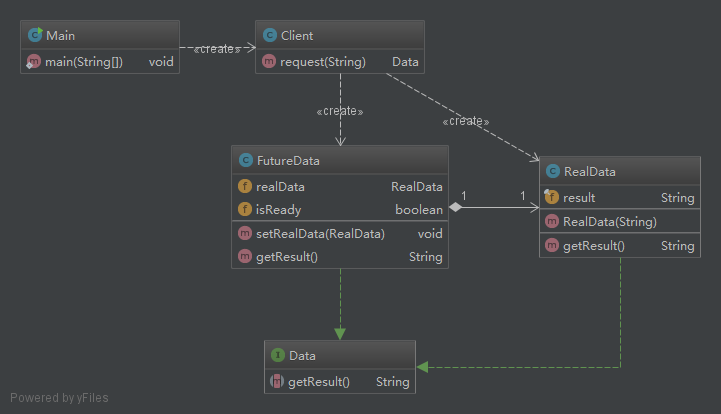 Main
main(String[]) void
«create»
Client
request(String) Data
«create»
«create»
FutureData
realData RealData
isReady boolean
setRealData(RealData) void
getResult() String
1 1
RealData
result String
RealData(String)
getResult() String
Data
getResult() String
Powered by yFiles